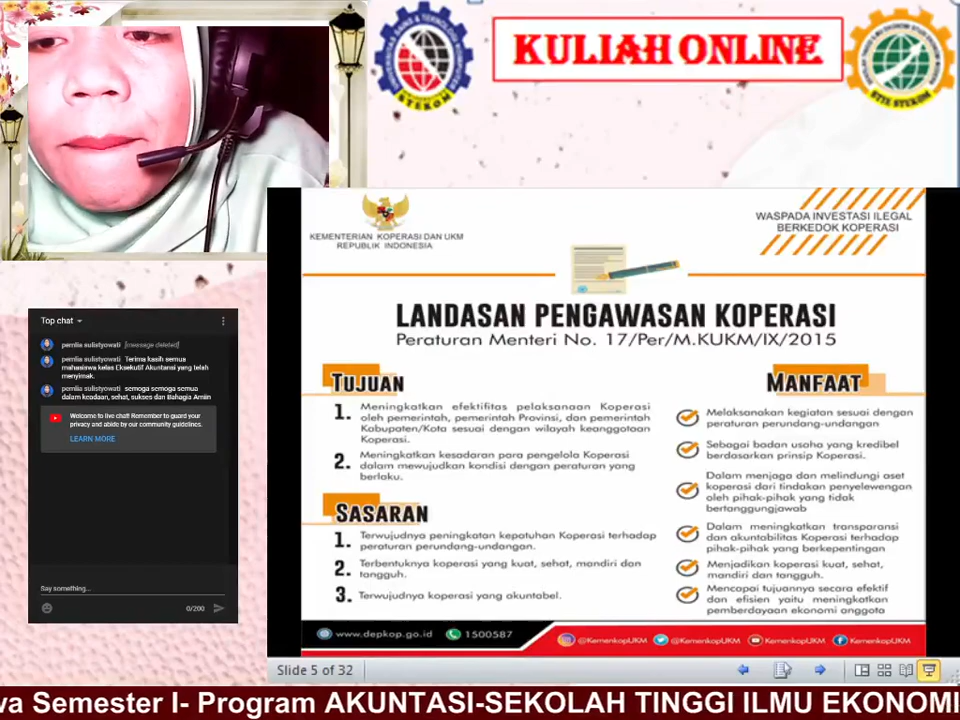 KULIAH ONLINE
UNIVERSITAS SAINS & TEKNOLOGI KOMPUTER
STEKOM
STIE STEKOM
KEMENTERIAN KOPERASI DAN UKM
REPUBLIK INDONESIA
WASPADA INVESTASI ILEGAL
BERKEDOK KOPERASI
LANDASAN PENGAWASAN KOPERASI
Peraturan Menteri No. 17/Per/M.KUKM/IX/2015
TUJUAN
1. Meningkatkan efektifitas pelaksanaan Koperasi
oleh pemerintah, pemerintah Provinsi, dan pemerintah
Kabupaten/Kota sesuai dengan wilayah keanggotaan
Koperasi.
2. Meningkatkan kesadaran para pengelola Koperasi
dalam mewujudkan kondisi dengan peraturan yang
berlaku.
SASARAN
1. Terwujudnya peningkatan kepatuhan Koperasi terhadap
peraturan perundang-undangan.
2. Terbentuknya koperasi yang kuat, sehat, mandiri dan
tangguh.
3. Terwujudnya koperasi yang akuntabel.
MANFAAT
Melaksanakan kegiatan sesuai dengan
peraturan perundang-undangan
Sebagai badan usaha yang kredibel
berdasarkan prinsip Koperasi.
Dalam menjaga dan melindungi aset
koperasi dari tindakan penyelewengan
oleh pihak-pihak yang tidak
bertanggungjawab
Dalam meningkatkan transparansi
dan akuntabilitas Koperasi terhadap
pihak-pihak yang berkepentingan
Menjadikan koperasi kuat, sehat,
mandiri dan tangguh.
Mencapai tujuannya secara efektif
dan efisien yaitu meningkatkan
pemberdayaan ekonomi anggota
www.depkop.go.id 1500587
@KemenkopUKM @KemenkopUKM KemenkopUKM KemenkopUKM
Slide 5 of 32
Top chat
pemlia sulistyowati [message deleted]
pemlia sulistyowati Terima kasih semua
mahasiswa kelas Eksekutif Akuntansi yang telah
menyimak.
pemlia sulistyowati semoga semoga semua
dalam keadaan, sehat, sukses dan Bahagia Amiin
Welcome to live chat! Remember to guard your
privacy and abide by our community guidelines.
LEARN MORE
Say something...
0/200
va Semester I- Program AKUNTASI-SEKOLAH TINGGI ILMU EKONOMI